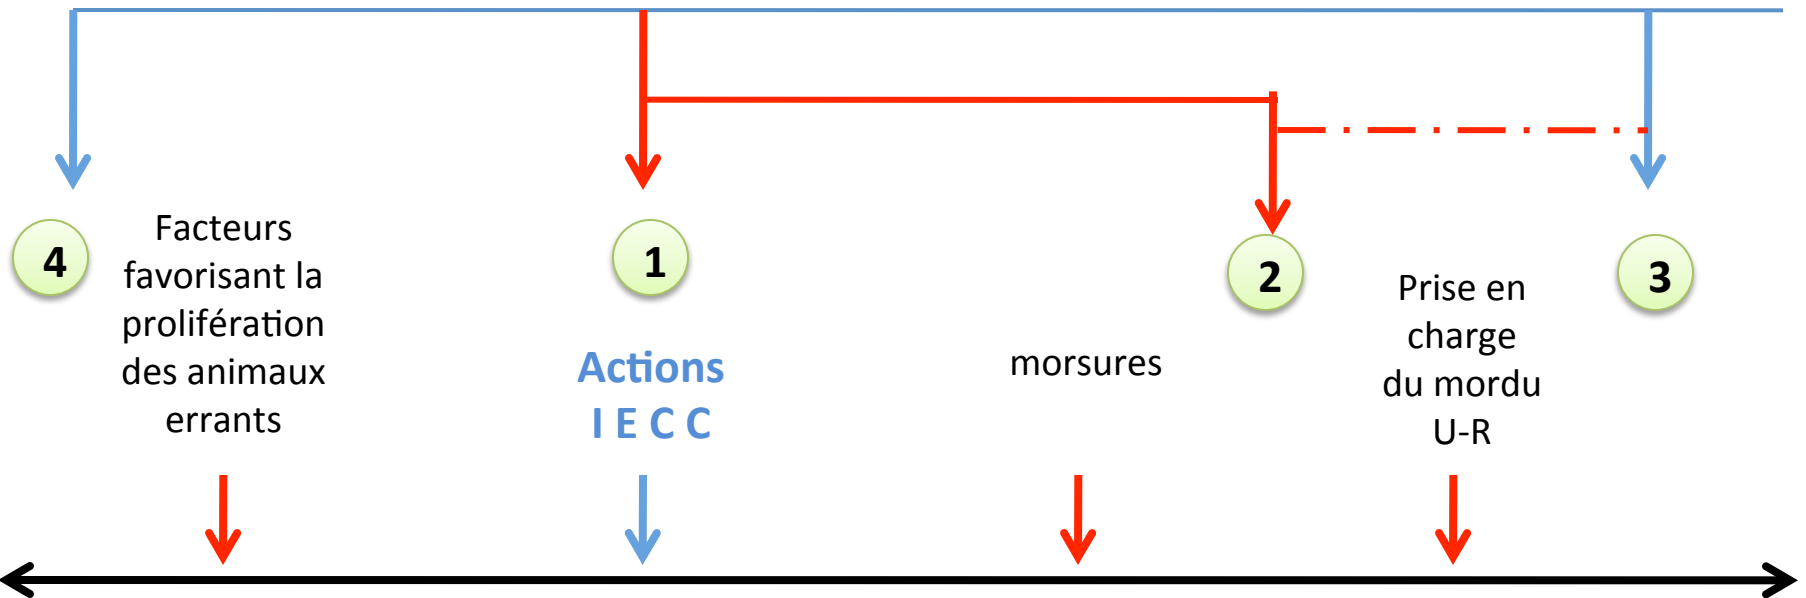 4
Facteurs
favorisant la
prolifération
des animaux
errants
1
Actions
I E C C
morsures
2
Prise en
charge
du mordu
U-R
3